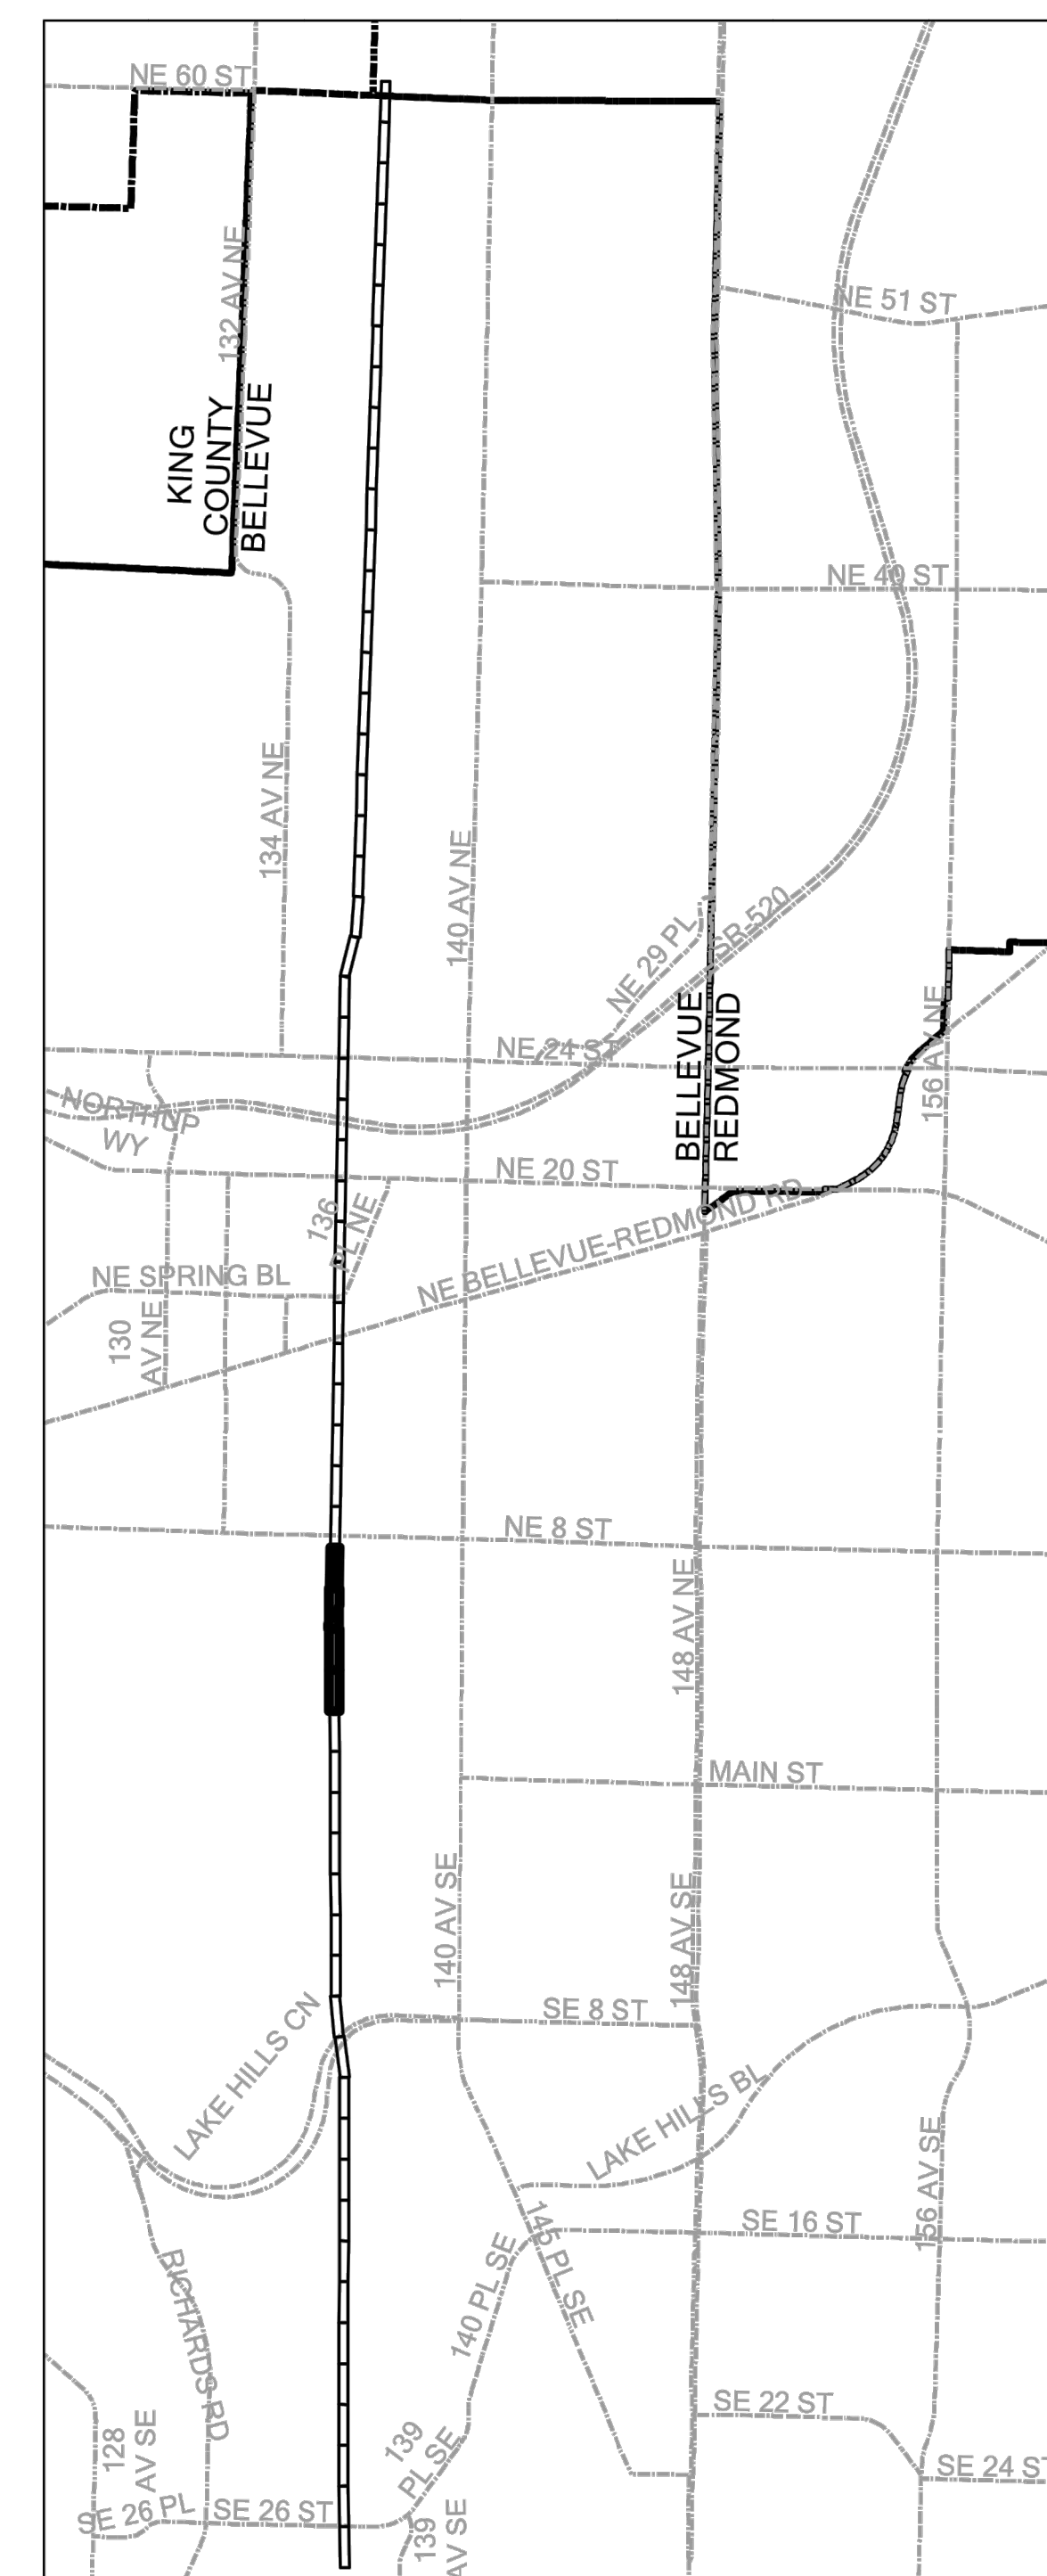 NE 60 ST
132 AV NE
NE 51 ST
KING
COUNTY
BELLEVUE
NE 40 ST
134 AV NE
140 AV NE
NE 29 PL
SR-520
BELLEVUE
REDMOND
156 AV NE
NE 24 ST
NORTHUP
WY
NE 20 ST
136
PL NE
NE BELLEVUE-REDMOND RD
NE SPRING BL
130
AV NE
NE 8 ST
148 AV NE
MAIN ST
140 AV SE
148 AV SE
LAKE HILLS CN
SE 8 ST
LAKE HILLS BL
156 AV SE
145 PL SE
SE 16 ST
140 PL SE
RICHARDS RD
SE 22 ST
128
AV SE
139
PL SE
SE 24 ST
SE 26 PL
SE 26 ST
139
AV SE